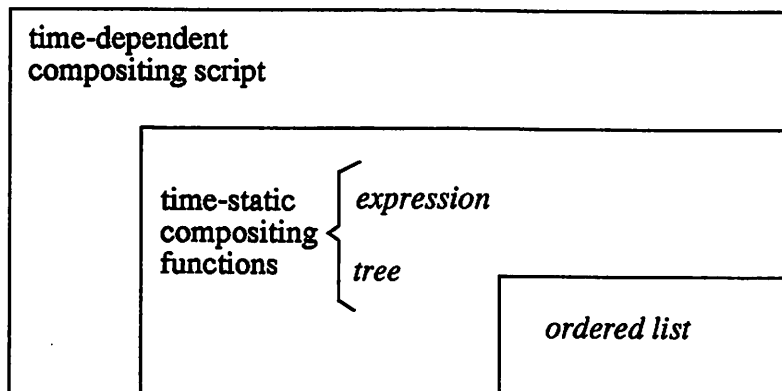 time-dependent
compositing script
time-static
compositing
functions
expression
tree
ordered list